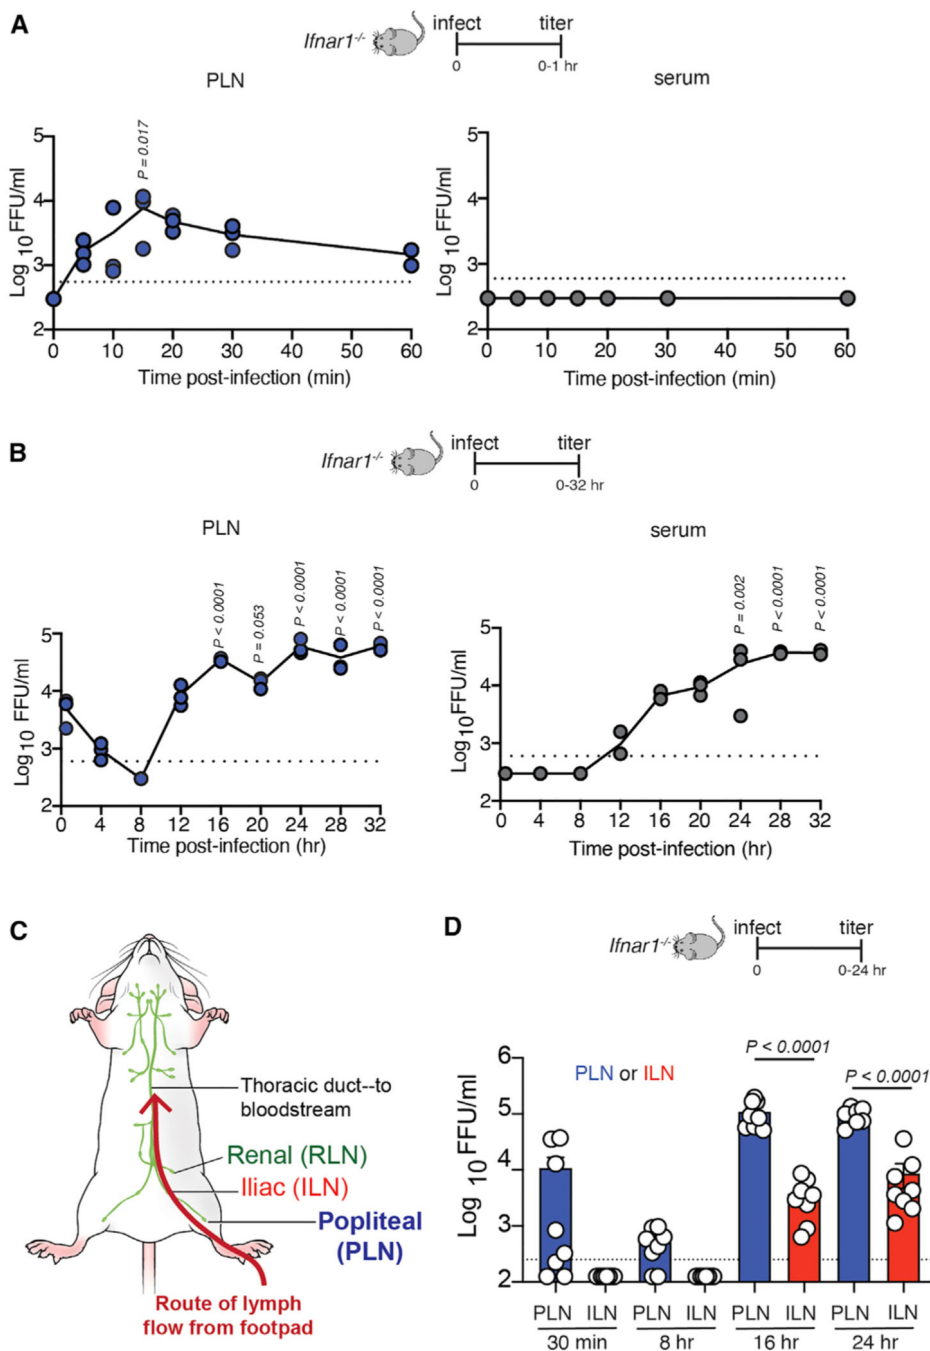 A
Ifnar1-/-
infect
titer
0
0-1 hr
PLN
serum
Log 10 FFU/ml
5
4
3
2
P = 0.017
0 10 20 30 40 50 60
Time post-infection (min)
Log 10 FFU/ml
5
4
3
2
0 10 20 30 40 50 60
Time post-infection (min)
B
Ifnar1-/-
infect
titer
0
0-32 hr
PLN
serum
Log10 FFU/ml
5
4
3
2
P < 0.0001
P = 0.053
P < 0.0001
P < 0.0001
P < 0.0001
0 4 8 12 16 20 24 28 32
Time post-infection (hr)
Log10FFU/ml
5
4
3
2
P = 0.002
P < 0.0001
P < 0.0001
0 4 8 12 16 20 24 28 32
Time post-infection (hr)
C
Thoracic duct--to
bloodstream
Renal (RLN)
Iliac (ILN)
Popliteal
(PLN)
Route of lymph
flow from footpad
D
Ifnar1-/-
infect
titer
0
0-24 hr
Log 10 FFU/ml
6
5
4
3
2
PLN or ILN
P < 0.0001
P < 0.0001
PLN ILN PLN ILN PLN ILN PLN ILN
30 min 8 hr 16 hr 24 hr